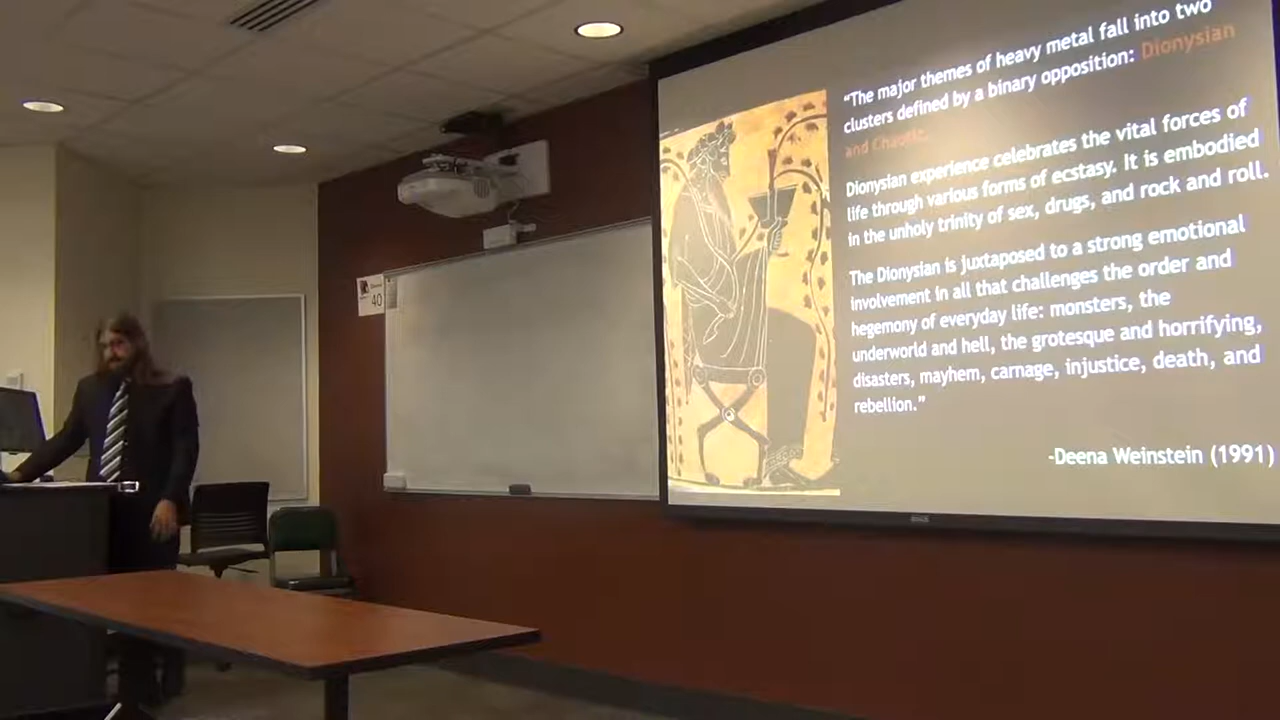 “The major themes of heavy metal fall into two
clusters defined by a binary opposition: Dionysian
and Chaotic.
Dionysian experience celebrates the vital forces of
life through various forms of ecstasy. It is embodied
in the unholy trinity of sex, drugs, and rock and roll.
The Dionysian is juxtaposed to a strong emotional
involvement in all that challenges the order and
hegemony of everyday life: monsters, the
underworld and hell, the grotesque and horrifying,
disasters, mayhem, carnage, injustice, death, and
rebellion.”
-Deena Weinstein (1991)
40